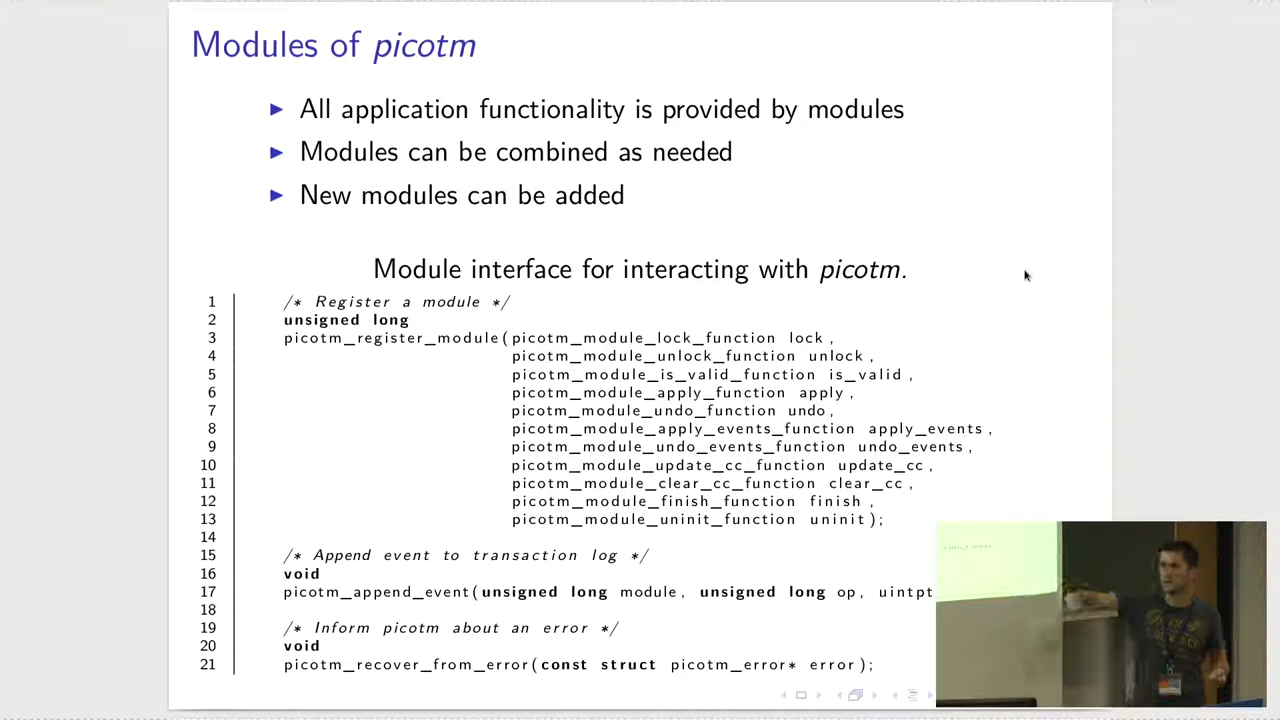 Modules of picotm
All application functionality is provided by modules
Modules can be combined as needed
New modules can be added
Module interface for interacting with picotm.
1 /* Register a module */
2 unsigned long
3 picotm_register_module(picotm_module_lock_function lock,
4 picotm_module_unlock_function unlock,
5 picotm_module_is_valid_function is_valid,
6 picotm_module_apply_function apply,
7 picotm_module_undo_function undo,
8 picotm_module_apply_events_function apply_events,
9 picotm_module_undo_events_function undo_events,
10 picotm_module_update_cc_function update_cc,
11 picotm_module_clear_cc_function clear_cc,
12 picotm_module_finish_function finish,
13 picotm_module_uninit_function uninit);
14
15 /* Append event to transaction log */
16 void
17 picotm_append_event(unsigned long module, unsigned long op, uintpt
18
19 /* Inform picotm about an error */
20 void
21 picotm_recover_from_error(const struct picotm_error* error);